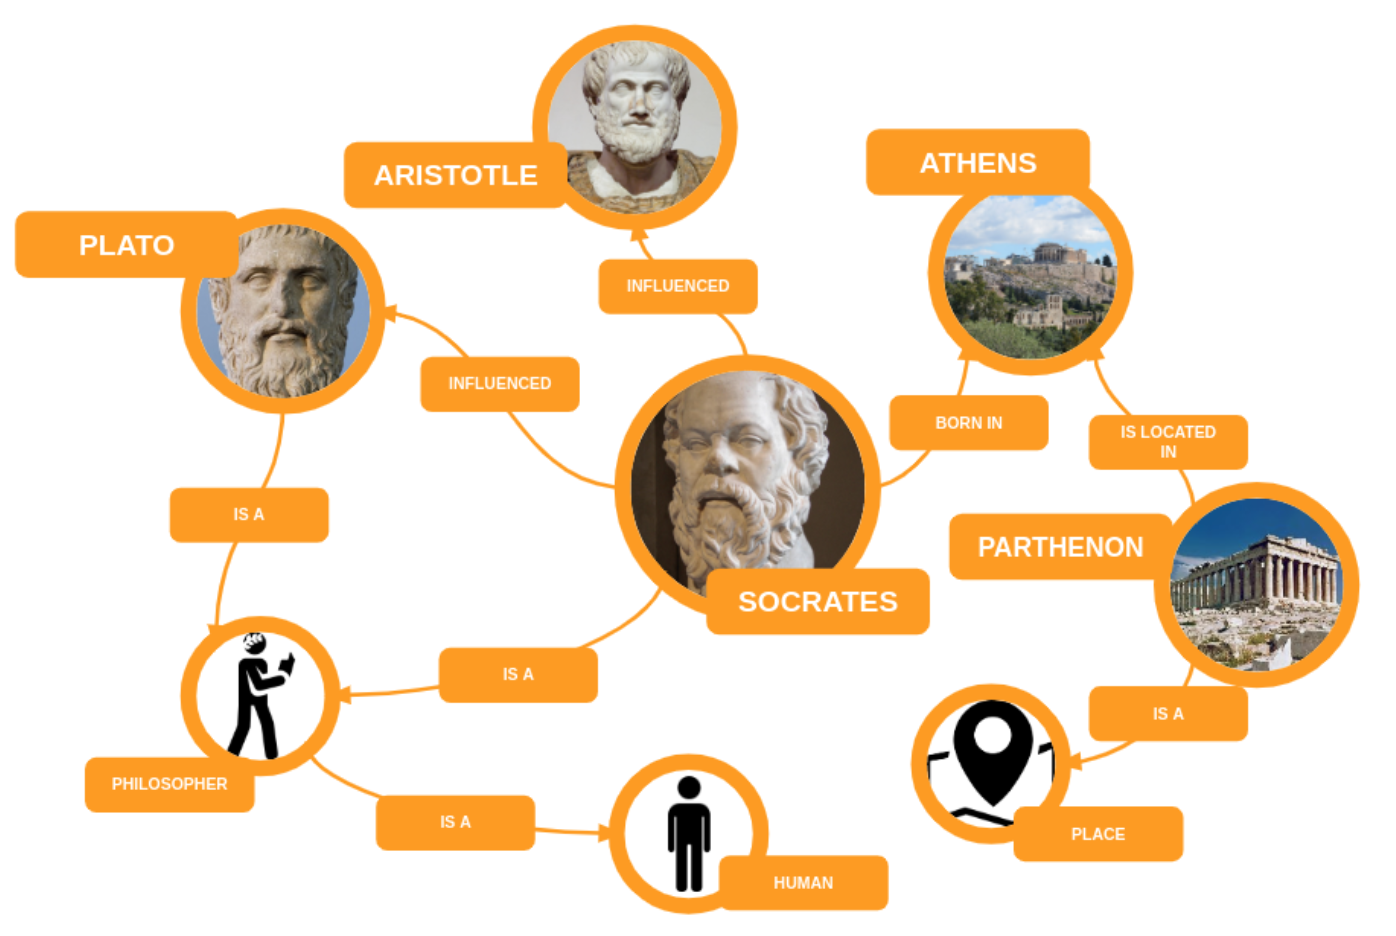 ARISTOTLE
ATHENS
PLATO
INFLUENCED
INFLUENCED
BORN IN
IS LOCATED
IN
IS A
PARTHENON
SOCRATES
IS A
IS A
PHILOSOPHER
IS A
PLACE
HUMAN